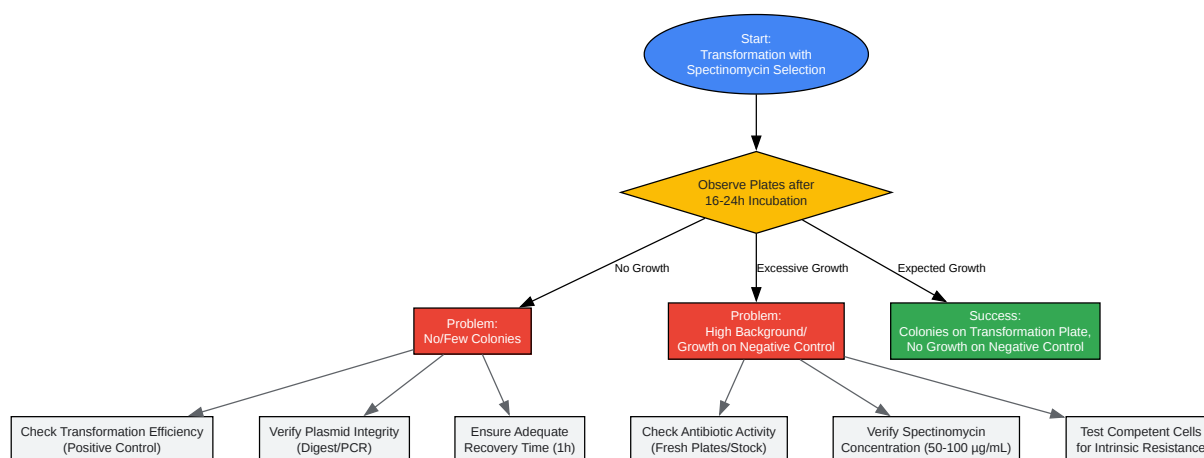 Start:
Transformation with
Spectinomycin Selection
Observe Plates after
16-24h Incubation
No Growth
Excessive Growth
Expected Growth
Problem:
No/Few Colonies
Problem:
High Background/
Growth on Negative Control
Success:
Colonies on Transformation Plate,
No Growth on Negative Control
Check Transformation Efficiency
(Positive Control)
Verify Plasmid Integrity
(Digest/PCR)
Ensure Adequate
Recovery Time (1h)
Check Antibiotic Activity
(Fresh Plates/Stock)
Verify Spectinomycin
Concentration (50-100 µg/mL)
Test Competent Cells
for Intrinsic Resistance